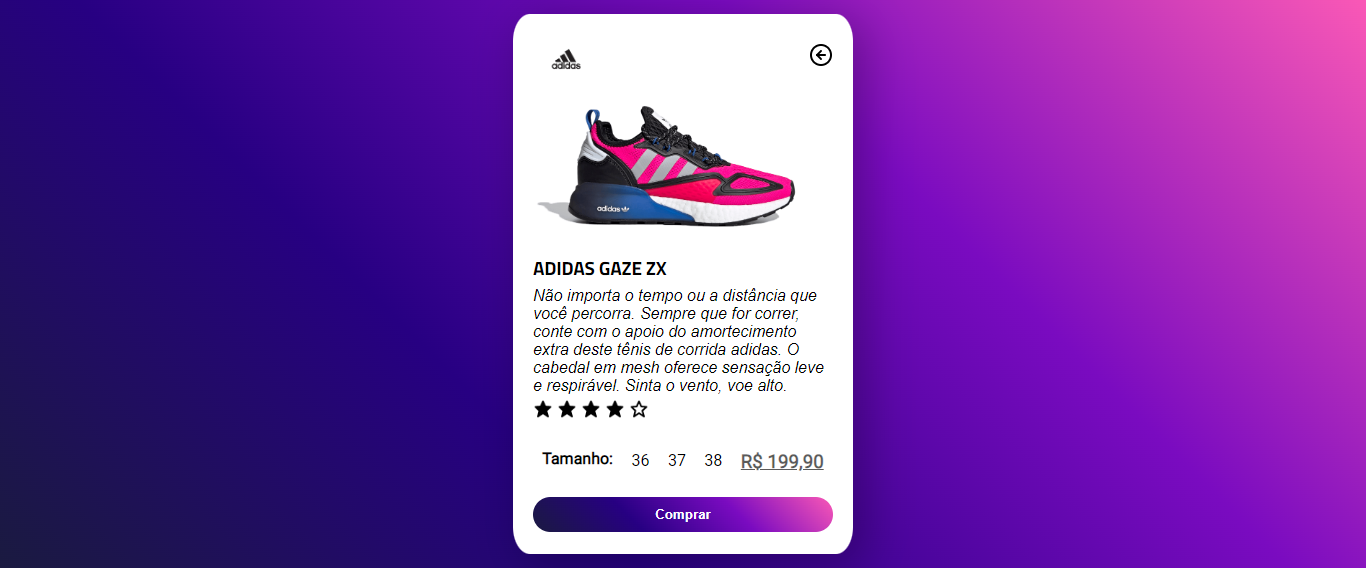 adidas
adidas
ADIDAS GAZE ZX
Não importa o tempo ou a distância que
você percorra. Sempre que for correr,
conte com o apoio do amortecimento
extra deste tênis de corrida adidas. O
cabedal em mesh oferece sensação leve
e respirável. Sinta o vento, voe alto.
Tamanho: 36 37 38 R$ 199,90
Comprar